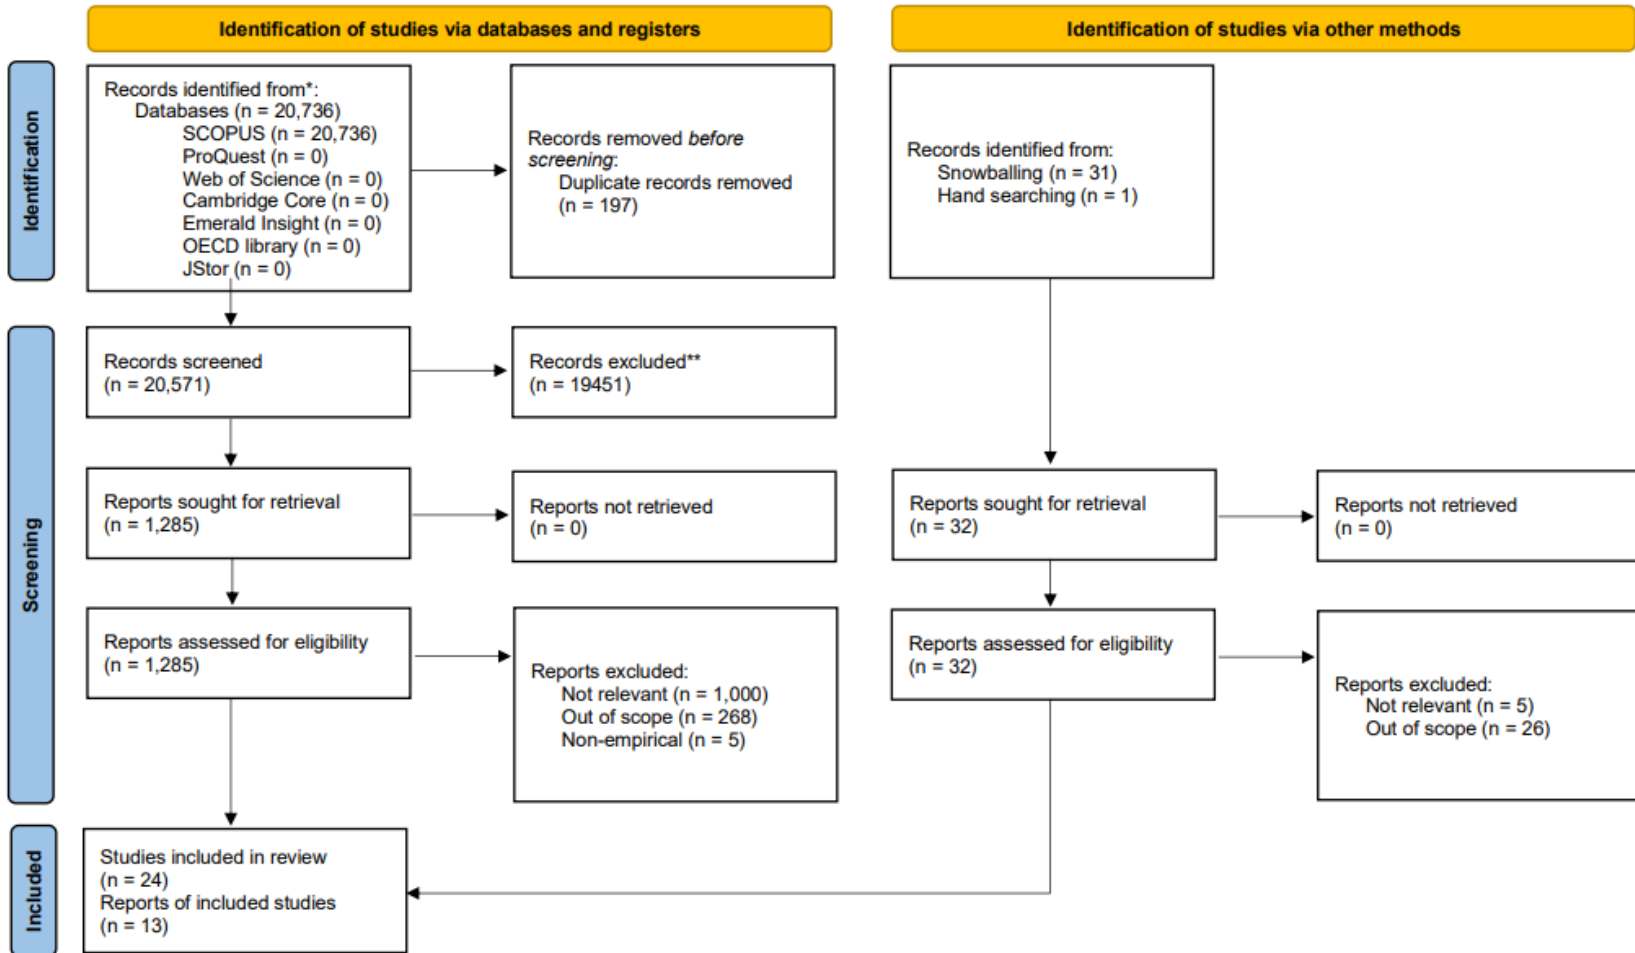 Identification of studies via databases and registers
Identification of studies via other methods
Identification
Records identified from*:
Databases (n = 20,736)
SCOPUS (n = 20,736)
ProQuest (n = 0)
Web of Science (n = 0)
Cambridge Core (n = 0)
Emerald Insight (n = 0)
OECD library (n = 0)
JStor (n = 0)
Records removed before
screening:
Duplicate records removed
(n = 197)
Records identified from:
Snowballing (n = 31)
Hand searching (n = 1)
Screening
Records screened
(n = 20,571)
Records excluded**
(n = 19451)
Reports sought for retrieval
(n = 1,285)
Reports not retrieved
(n = 0)
Reports sought for retrieval
(n = 32)
Reports not retrieved
(n = 0)
Reports assessed for eligibility
(n = 1,285)
Reports excluded:
Not relevant (n = 1,000)
Out of scope (n = 268)
Non-empirical (n = 5)
Reports assessed for eligibility
(n = 32)
Reports excluded:
Not relevant (n = 5)
Out of scope (n = 26)
Included
Studies included in review
(n = 24)
Reports of included studies
(n = 13)